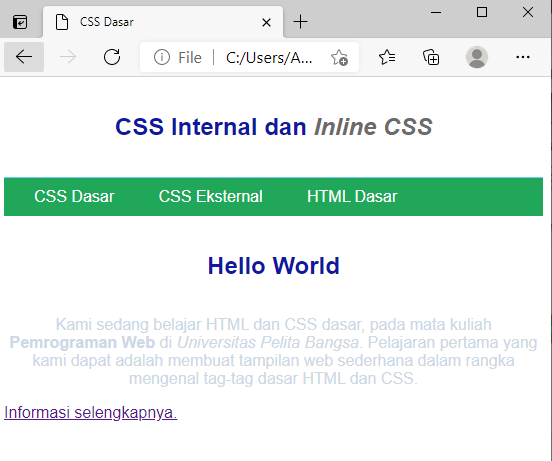 CSS Dasar
File | C:/Users/A...
CSS Internal dan Inline CSS
CSS Dasar CSS Eksternal HTML Dasar
Hello World
Kami sedang belajar HTML dan CSS dasar, pada mata kuliah
Pemrograman Web di Universitas Pelita Bangsa. Pelajaran pertama yang
kami dapat adalah membuat tampilan web sederhana dalam rangka
mengenal tag-tag dasar HTML dan CSS.
Informasi selengkapnya.